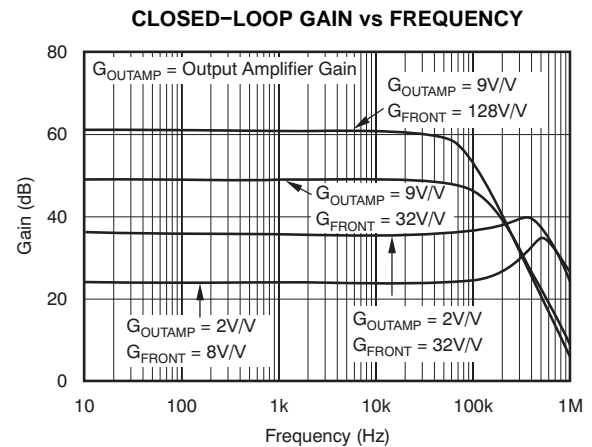 CLOSED−LOOP GAIN vs FREQUENCY
80
60
40
20
0
Gain (dB)
GOUTAMP = Output Amplifier Gain
GOUTAMP = 9V/V
GFRONT = 128V/V
GOUTAMP = 9V/V
GFRONT = 32V/V
GOUTAMP = 2V/V
GFRONT = 8V/V
GOUTAMP = 2V/V
GFRONT = 32V/V
10 100 1k 10k 100k 1M
Frequency (Hz)